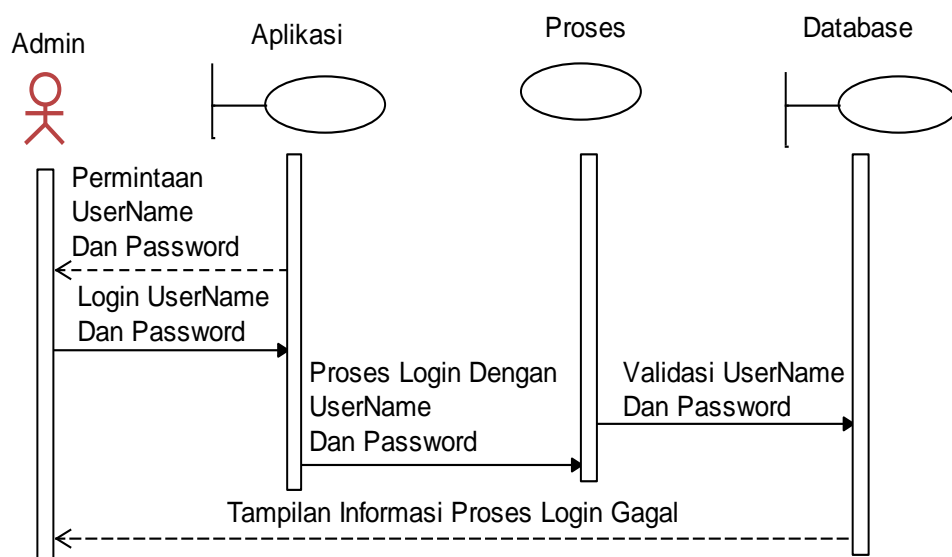 Admin
Aplikasi
Proses
Database
Permintaan
UserName
Dan Password
Login UserName
Dan Password
Proses Login Dengan
UserName
Dan Password
Validasi UserName
Dan Password
Tampilan Informasi Proses Login Gagal